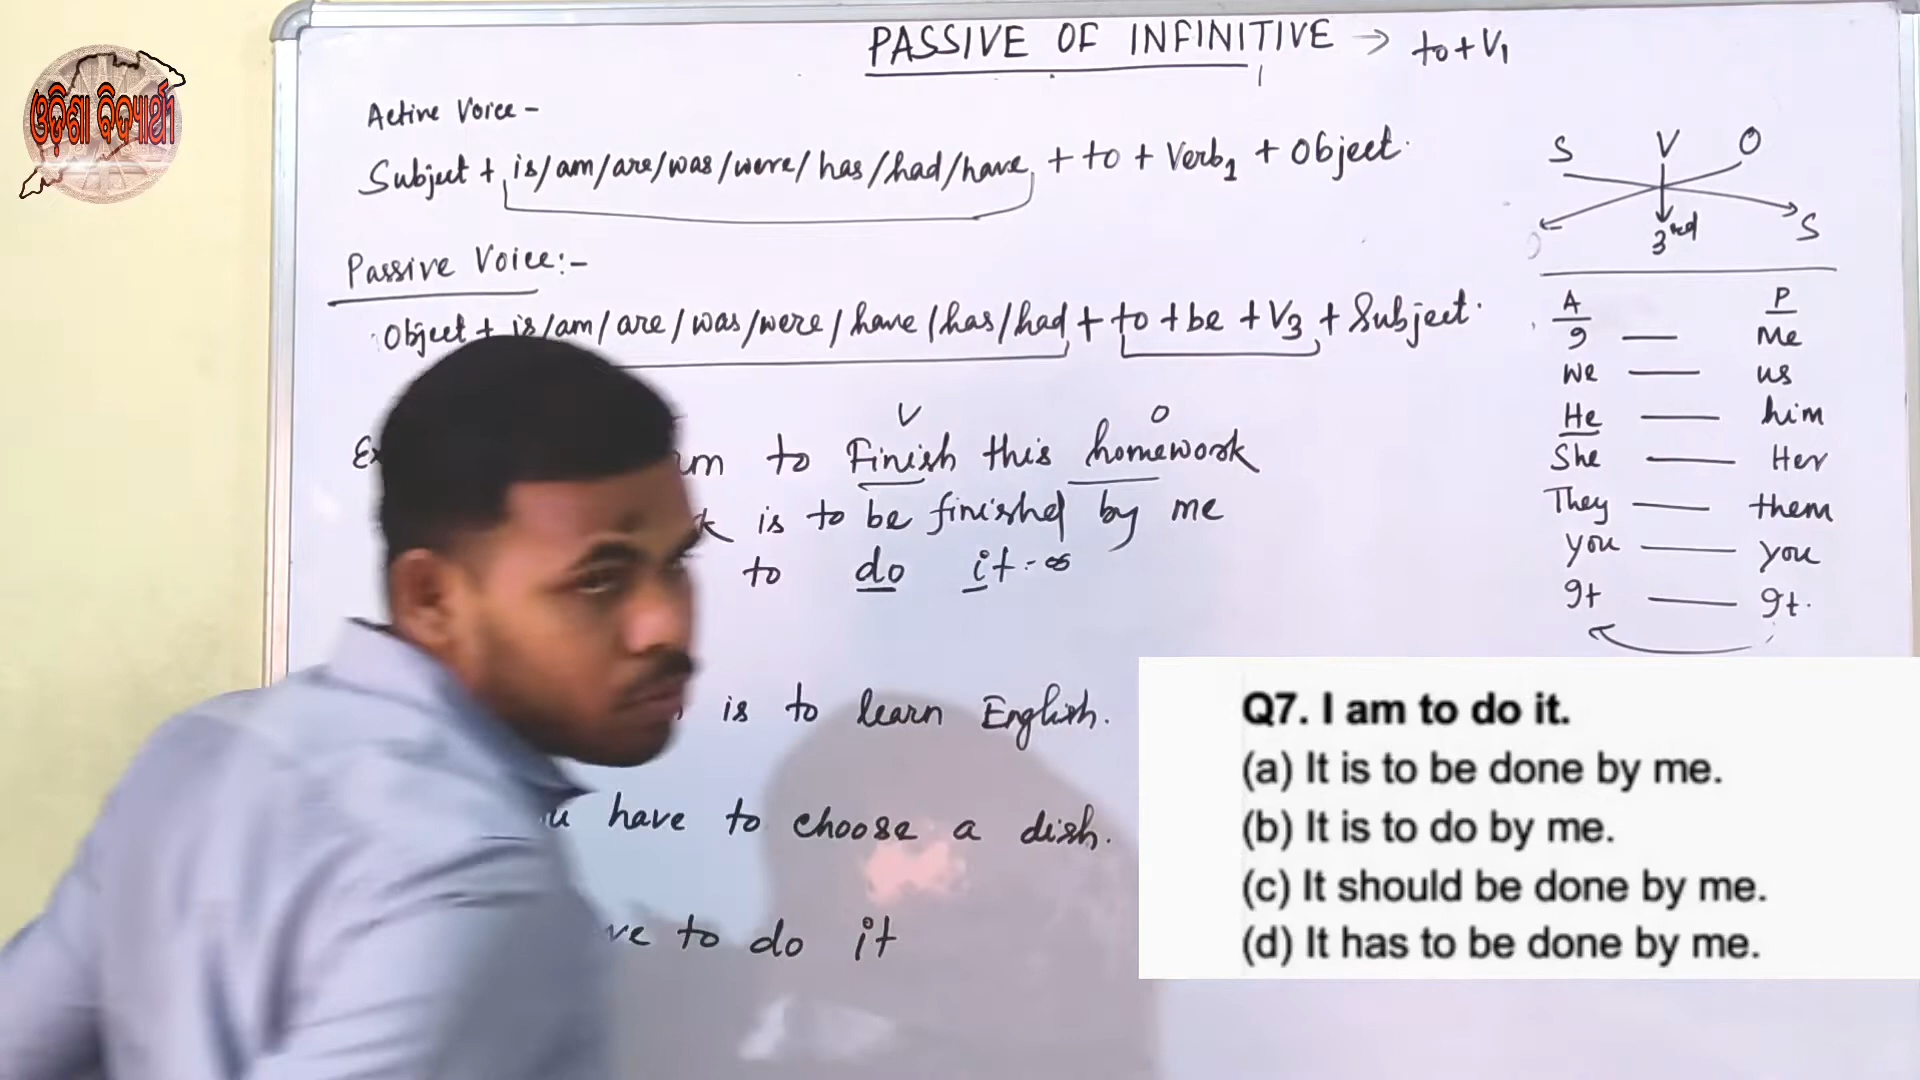 ଓଡ଼ିଶା ବିଦ୍ୟାର୍ଥୀ
PASSIVE OF INFINITIVE → to+V1
Active Voice -
Subject + is/am/are/was/were/has/had/have + to + Verb1 + Object.
Passive Voice:-
Object + is/am/are/was/were/have/has/had + to + be + V3 + Subject.
V O
to Finish this homework
is to be finished by me
to do it
is to learn English.
have to choose a dish.
to do it
S V O
3rd S
A P
I — Me
We — us
He — him
She — Her
They — them
you — you
It — It.
Q7. I am to do it.
(a) It is to be done by me.
(b) It is to do by me.
(c) It should be done by me.
(d) It has to be done by me.